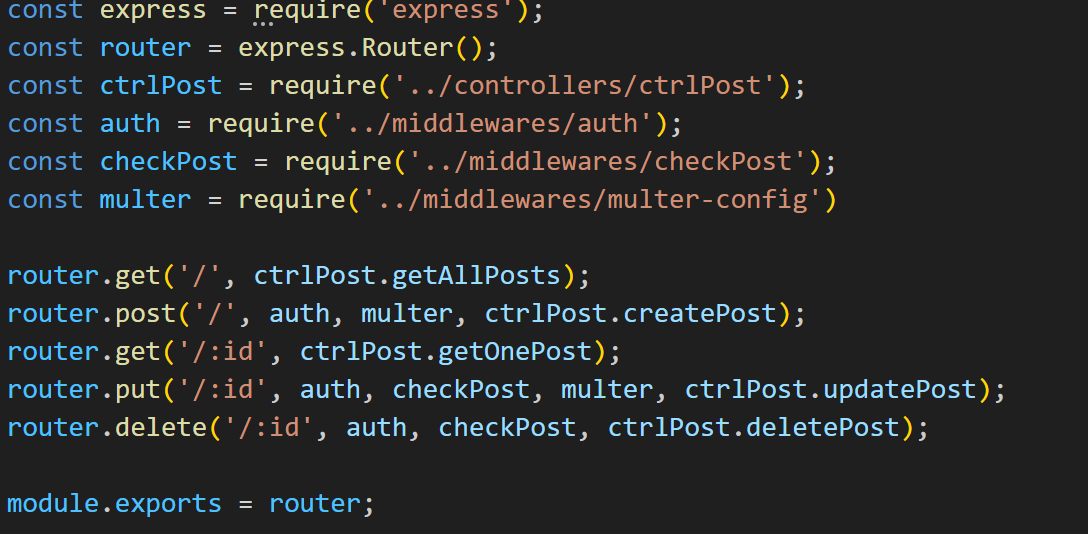 const express = require('express');
const router = express.Router();
const ctrlPost = require('../controllers/ctrlPost');
const auth = require('../middlewares/auth');
const checkPost = require('../middlewares/checkPost');
const multer = require('../middlewares/multer-config')
router.get('/', ctrlPost.getAllPosts);
router.post('/', auth, multer, ctrlPost.createPost);
router.get('/:id', ctrlPost.getOnePost);
router.put('/:id', auth, checkPost, multer, ctrlPost.updatePost);
router.delete('/:id', auth, checkPost, ctrlPost.deletePost);
module.exports = router;